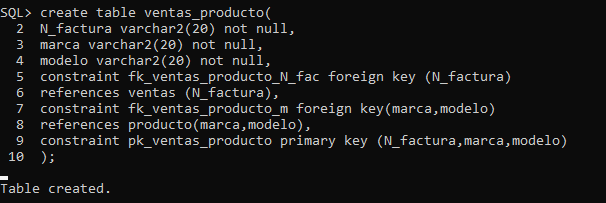 SQL> create table ventas_producto(
  2  N_factura varchar2(20) not null,
  3  marca varchar2(20) not null,
  4  modelo varchar2(20) not null,
  5  constraint fk_ventas_producto_N_fac foreign key (N_factura)
  6  references ventas (N_factura),
  7  constraint fk_ventas_producto_m foreign key(marca,modelo)
  8  references producto(marca,modelo),
  9  constraint pk_ventas_producto primary key (N_factura,marca,modelo)
 10  );
Table created.